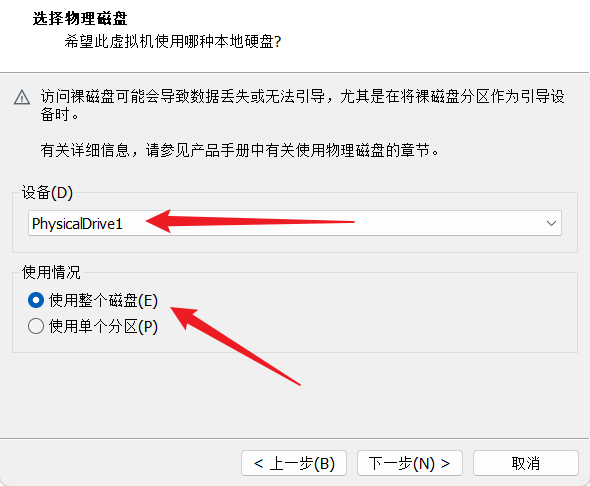 选择物理磁盘
希望此虚拟机使用哪种本地硬盘?
访问裸磁盘可能会导致数据丢失或无法引导，尤其是在将裸磁盘分区作为引导设
备时。
有关详细信息，请参见产品手册中有关使用物理磁盘的章节。
设备(D)
PhysicalDrive1
使用情况
使用整个磁盘(E)
使用单个分区(P)
< 上一步(B)
下一步(N) >
取消